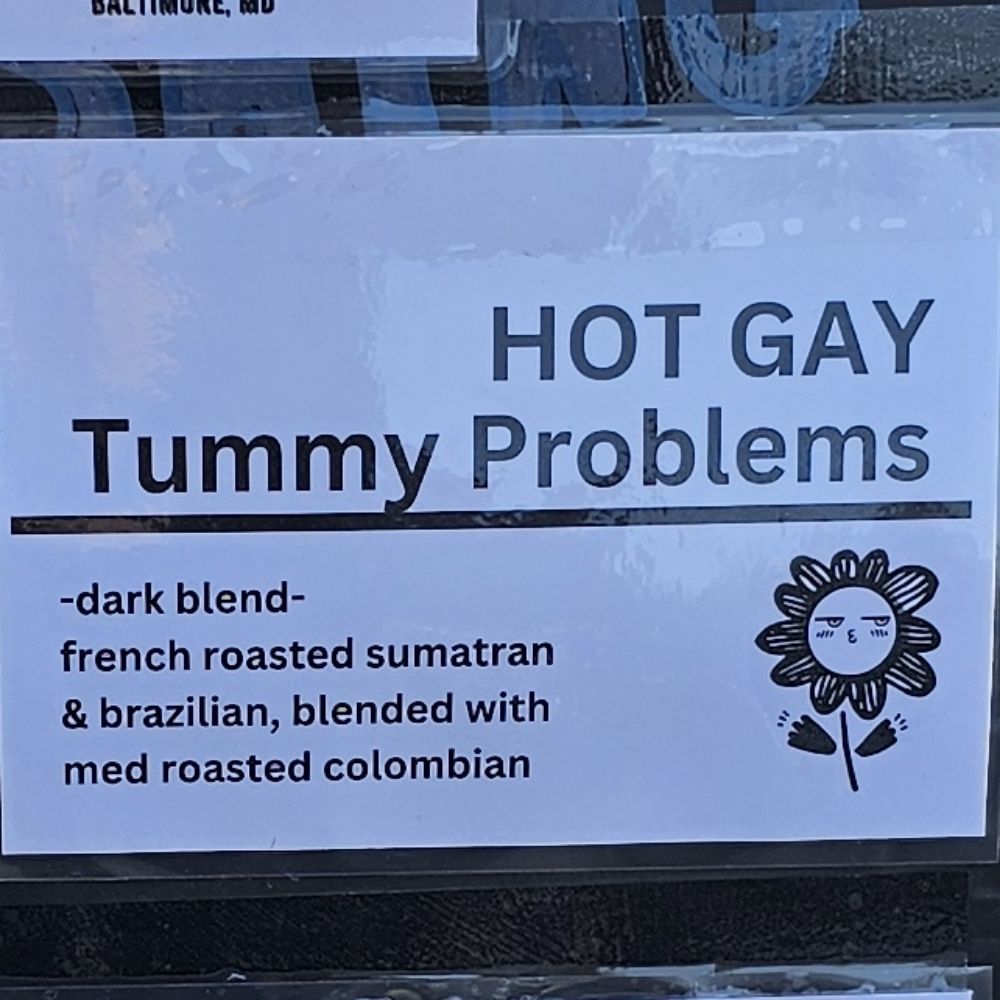 BALTIMORE, MD
HOT GAY
Tummy Problems
-dark blend-
french roasted sumatran
& brazilian, blended with
med roasted colombian